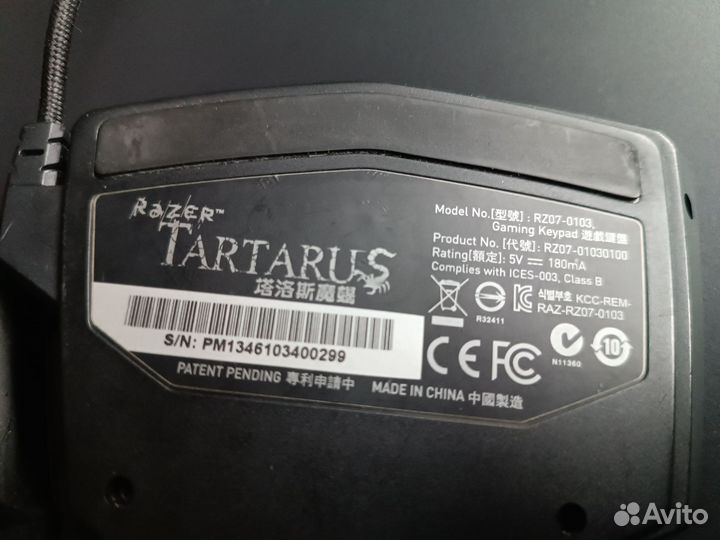 RAZER™
TARTARUS
塔洛斯魔蠍
S/N: PM1346103400299
PATENT PENDING 專利申請中
MADE IN CHINA 中國製造
Model No.[型號] : RZ07-0103,
Gaming Keypad 遊戲鍵盤
Product No. [代號]: RZ07-01030100
Rating[額定] : 5V ⎓ 180mA
Complies with ICES-003, Class B
R32411
식별부호 KCC-REM-
RAZ-RZ07-0103
CE FC
N11360
10
Avito